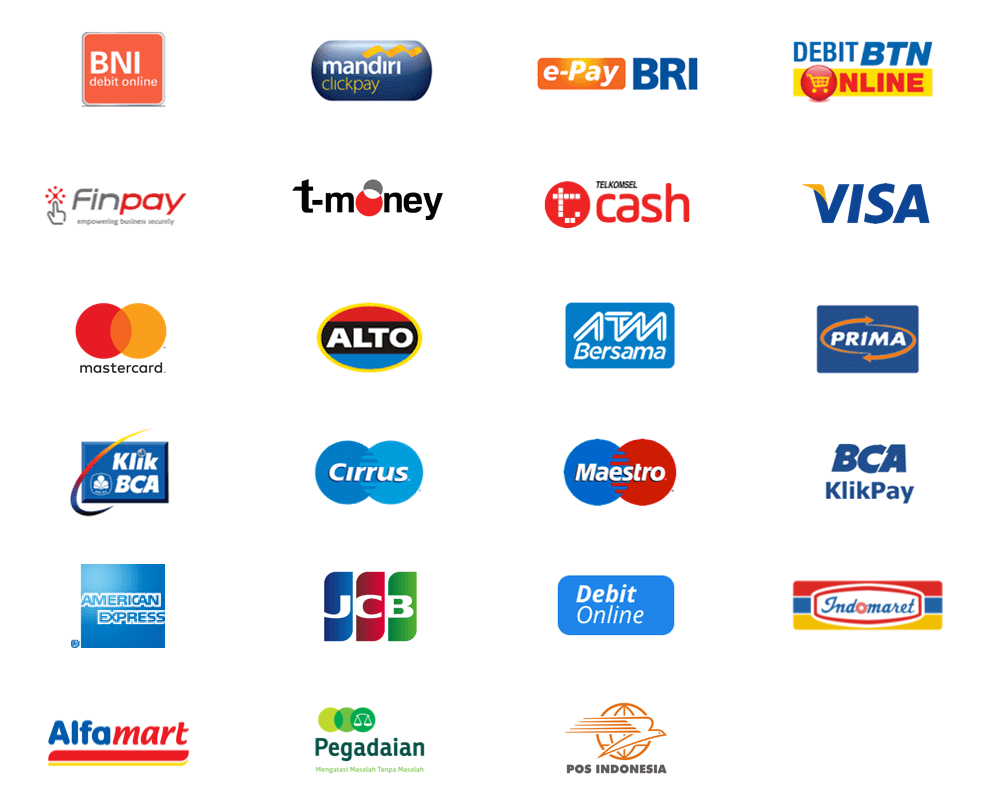 BNI
debit online
mandırı
clickpay
e-Pay BRI
DEBIT BTN
ONLINE
Finpay
empowering business securely
t-money
TELKOMSEL
t cash
VISA
mastercard.
ALTO
ATM
Bersama
PRIMA
Klik
BCA
Cirrus
Maestro
BCA
KlikPay
AMERICAN
EXPRESS
JCB
Debit
Online
Indomaret
Alfamart
Pegadaian
Mengatasi Masalah Tanpa Masalah
POS INDONESIA